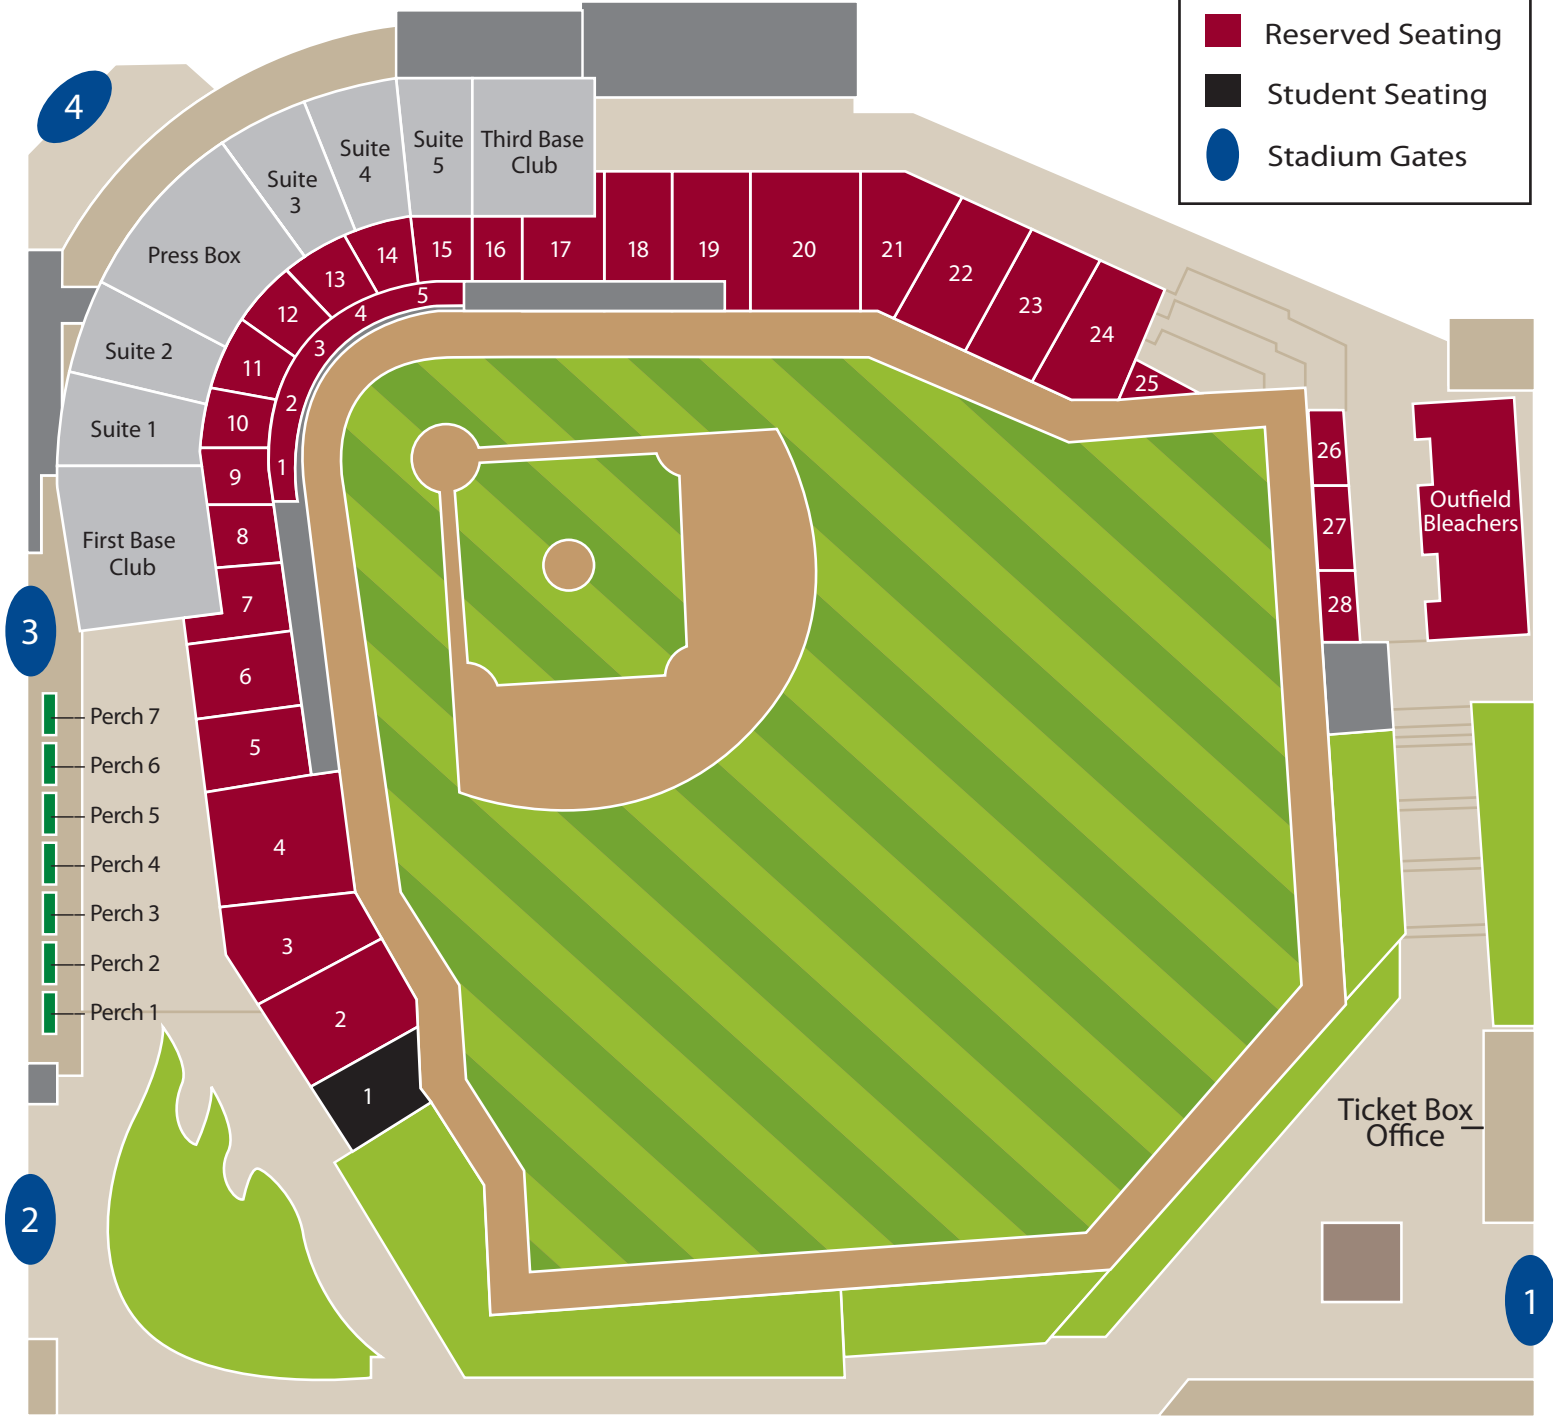 Reserved Seating
Student Seating
Stadium Gates
4
Suite
5
Third Base
Club
Suite
4
Suite
3
Press Box
Suite 2
Suite 1
First Base
Club
15
16
17
18
19
20
21
22
23
24
25
14
13
12
11
10
9
8
7
6
5
4
3
2
1
5
4
3
2
1
26
27
28
Outfield
Bleachers
3
Perch 7
Perch 6
Perch 5
Perch 4
Perch 3
Perch 2
Perch 1
2
Ticket Box
Office
1